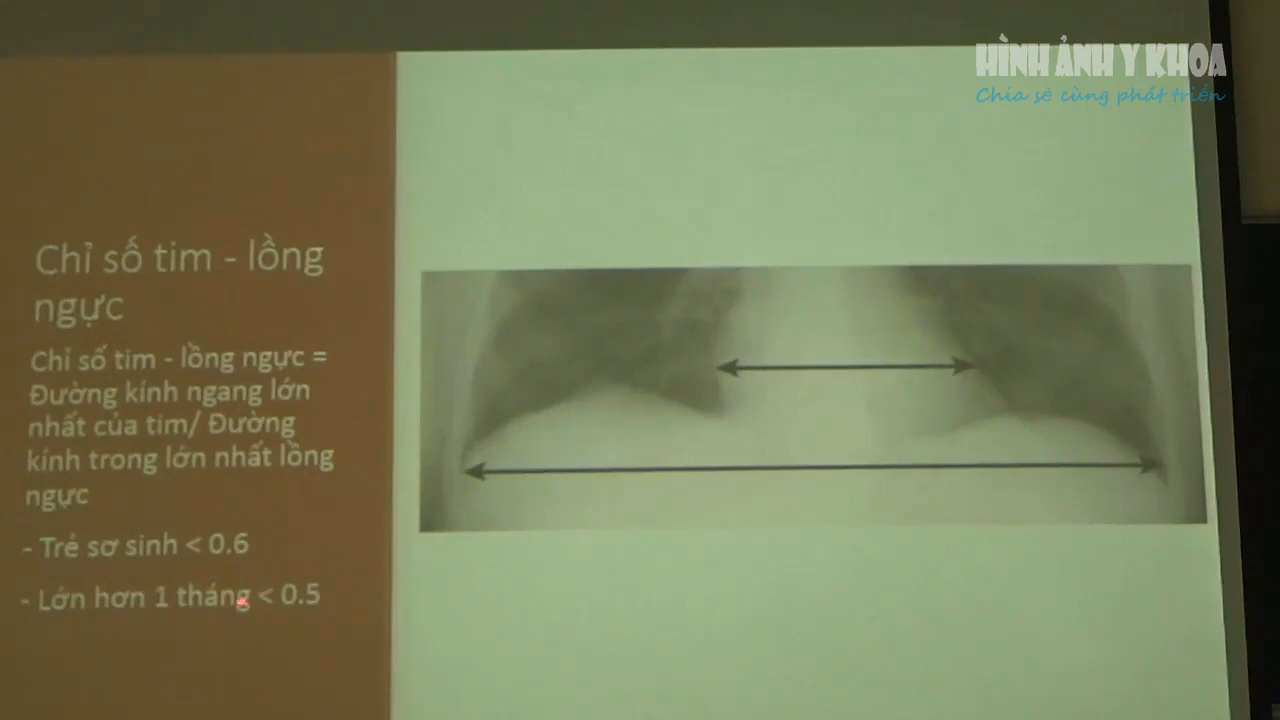 HÌNH ẢNH Y KHOA
Chia sẻ cùng phát triển
Chỉ số tim - lồng
ngực
Chỉ số tim - lồng ngực =
Đường kính ngang lớn
nhất của tim/ Đường
kính trong lớn nhất lồng
ngực
- Trẻ sơ sinh < 0.6
- Lớn hơn 1 tháng < 0.5